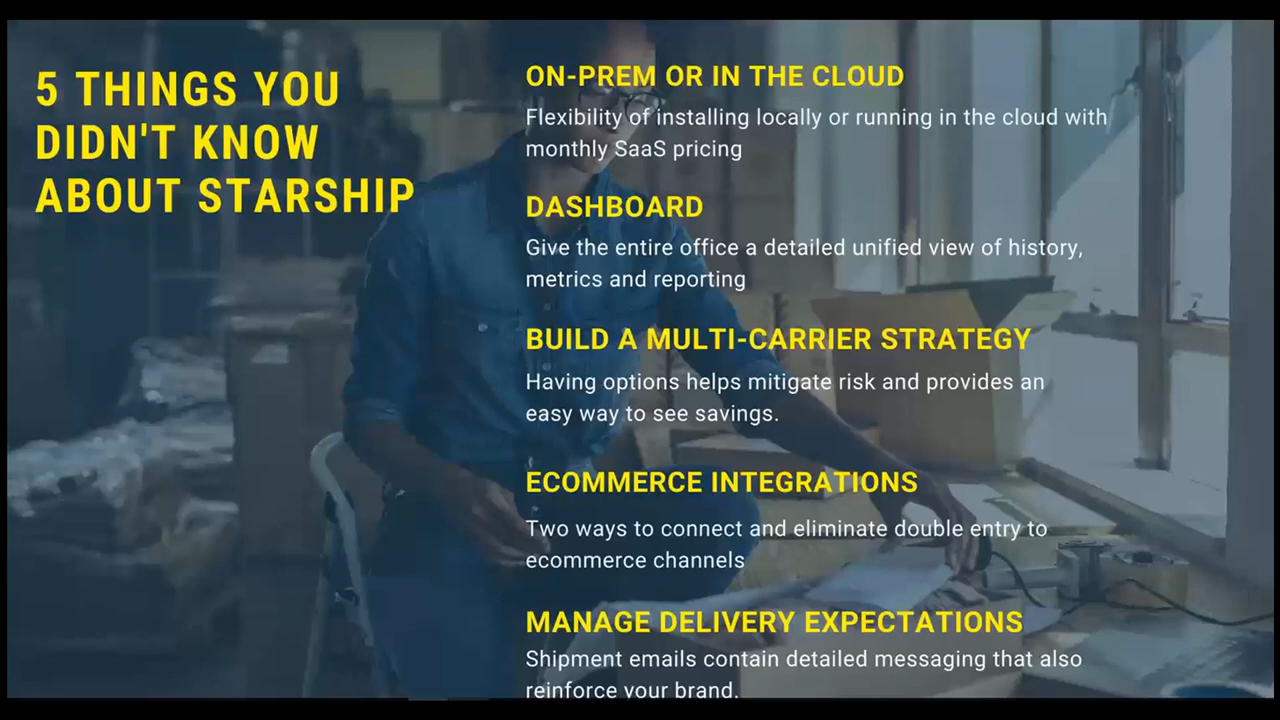 5 THINGS YOU
DIDN'T KNOW
ABOUT STARSHIP
ON-PREM OR IN THE CLOUD
Flexibility of installing locally or running in the cloud with
monthly SaaS pricing
DASHBOARD
Give the entire office a detailed unified view of history,
metrics and reporting
BUILD A MULTI-CARRIER STRATEGY
Having options helps mitigate risk and provides an
easy way to see savings.
ECOMMERCE INTEGRATIONS
Two ways to connect and eliminate double entry to
ecommerce channels
MANAGE DELIVERY EXPECTATIONS
Shipment emails contain detailed messaging that also
reinforce your brand.